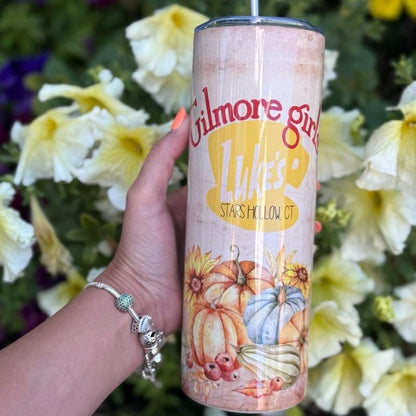 Gilmore girls
Luke's
STARS HOLLOW, CT